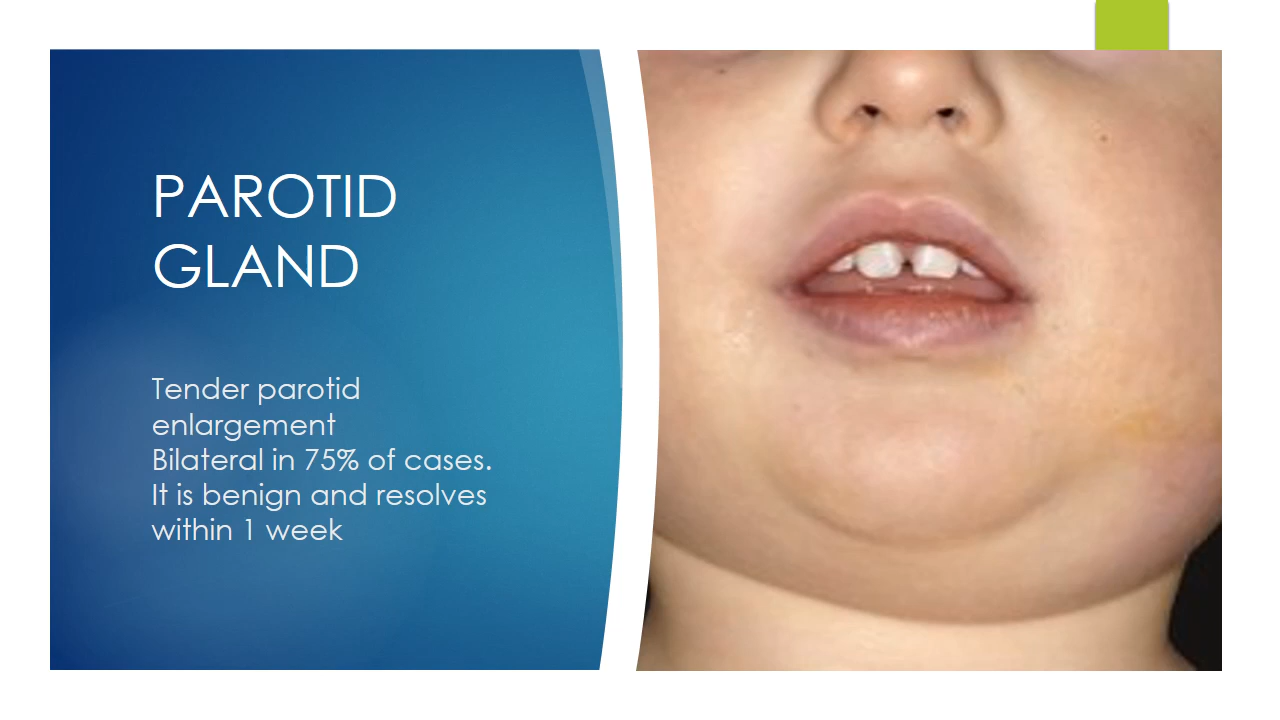 PAROTID
GLAND
Tender parotid
enlargement
Bilateral in 75% of cases.
It is benign and resolves
within 1 week